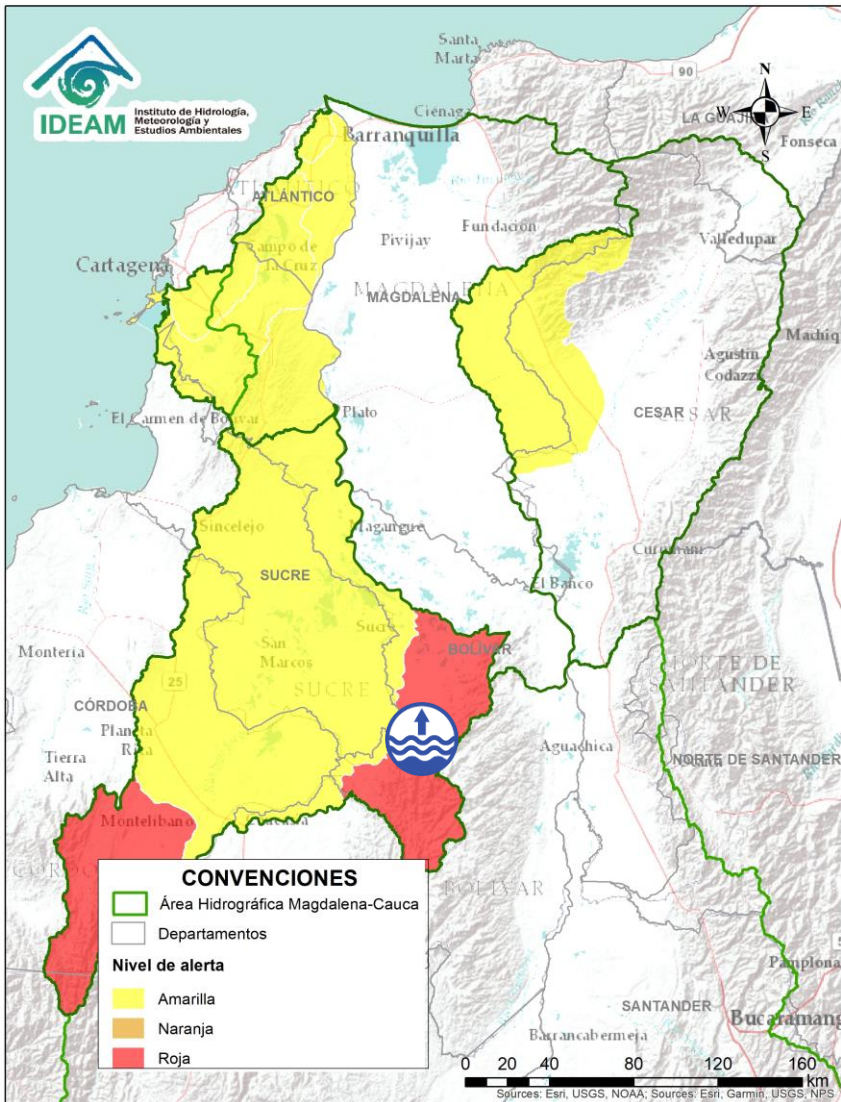 IDEAM
Instituto de Hidrología,
Meteorología y
Estudios Ambientales
Santa
Marta
90
N
W
E
S
LA GUAJIRA
Fonseca
Ciénaga
Barranquilla
ATLÁNTICO
Fundación
Pivijay
Valledupar
Campo de
la Cruz
Cartagena
MAGDALENA
MAGDALENA
Agustín
Codazzi
CESAR
CESAR
El Carmen de Bolívar
Plato
Sincelejo
Magangué
Curumaní
El Banco
SUCRE
Sucre
BOLÍVAR
Montería
San
Marcos
NORTE DE
SANTANDER
25
SUCRE
CÓRDOBA
Planeta
Rica
Aguachica
Tierra
Alta
NORTE DE SANTANDER
Montelíbano
BOLÍVAR
CONVENCIONES
Área Hidrográfica Magdalena-Cauca
Departamentos
Nivel de alerta
Amarilla
Naranja
Roja
Pamplona
SANTANDER
Bucaramang
Barrancabermeja
0 20 40 80 120 160
km
Sources: Esri, USGS, NOAA; Sources: Esri, Garmin, USGS, NPS